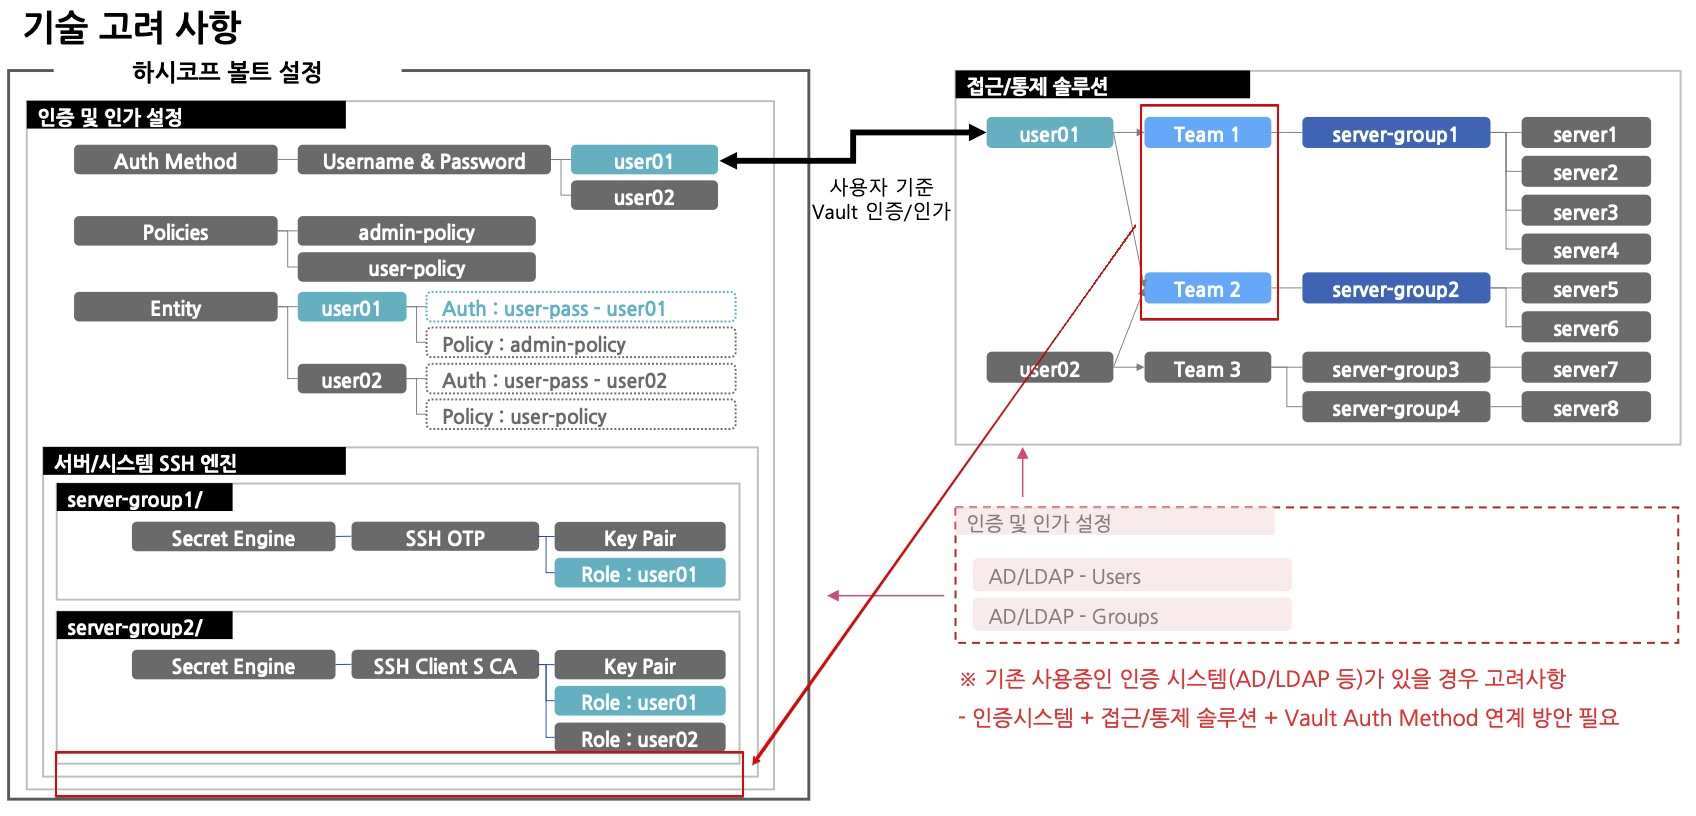 기술 고려 사항
하시코프 볼트 설정
인증 및 인가 설정
Auth Method
Username & Password
user01
user02
Policies
admin-policy
user-policy
Entity
user01
Auth : user-pass - user01
Policy : admin-policy
user02
Auth : user-pass - user02
Policy : user-policy
서버/시스템 SSH 엔진
server-group1/
Secret Engine
SSH OTP
Key Pair
Role : user01
server-group2/
Secret Engine
SSH Client S CA
Key Pair
Role : user01
Role : user02
사용자 기준
Vault 인증/인가
접근/통제 솔루션
user01
Team 1
server-group1
server1
server2
server3
server4
Team 2
server-group2
server5
server6
user02
Team 3
server-group3
server7
server-group4
server8
인증 및 인가 설정
AD/LDAP - Users
AD/LDAP - Groups
※ 기존 사용중인 인증 시스템(AD/LDAP 등)가 있을 경우 고려사항
- 인증시스템 + 접근/통제 솔루션 + Vault Auth Method 연계 방안 필요